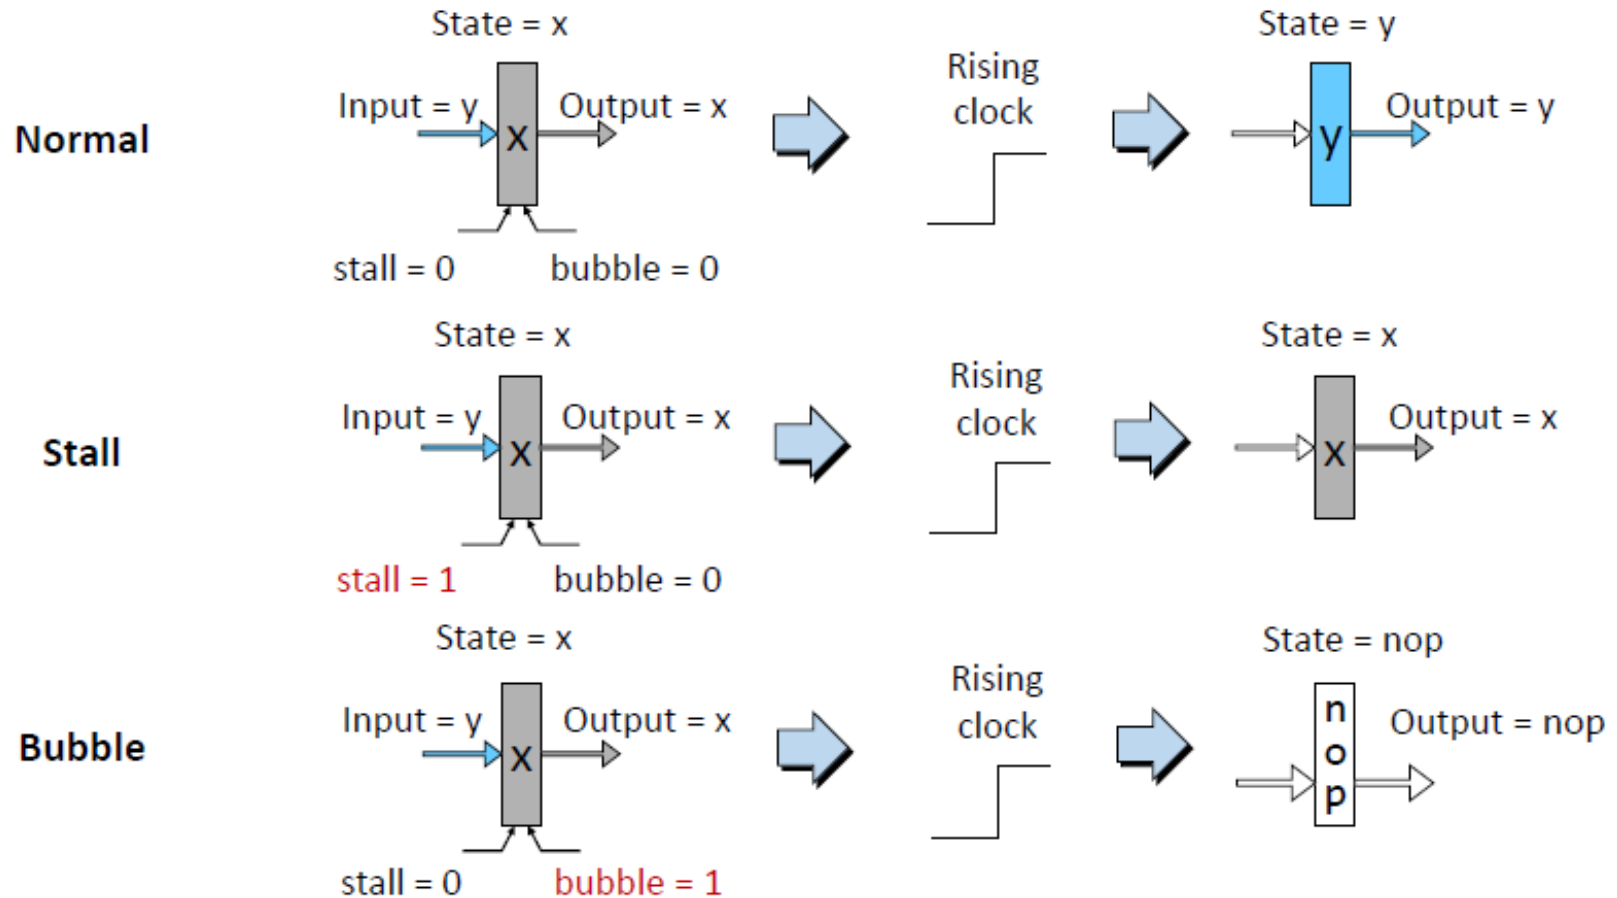 State = x
State = y
Rising
clock
Input = y
Output = x
Output = y
Normal
x
y
stall = 0
bubble = 0
State = x
State = x
Rising
clock
Input = y
Output = x
Output = x
Stall
x
x
stall = 1
bubble = 0
State = x
State = nop
Rising
clock
Input = y
Output = x
Output = nop
Bubble
x
n
o
p
stall = 0
bubble = 1